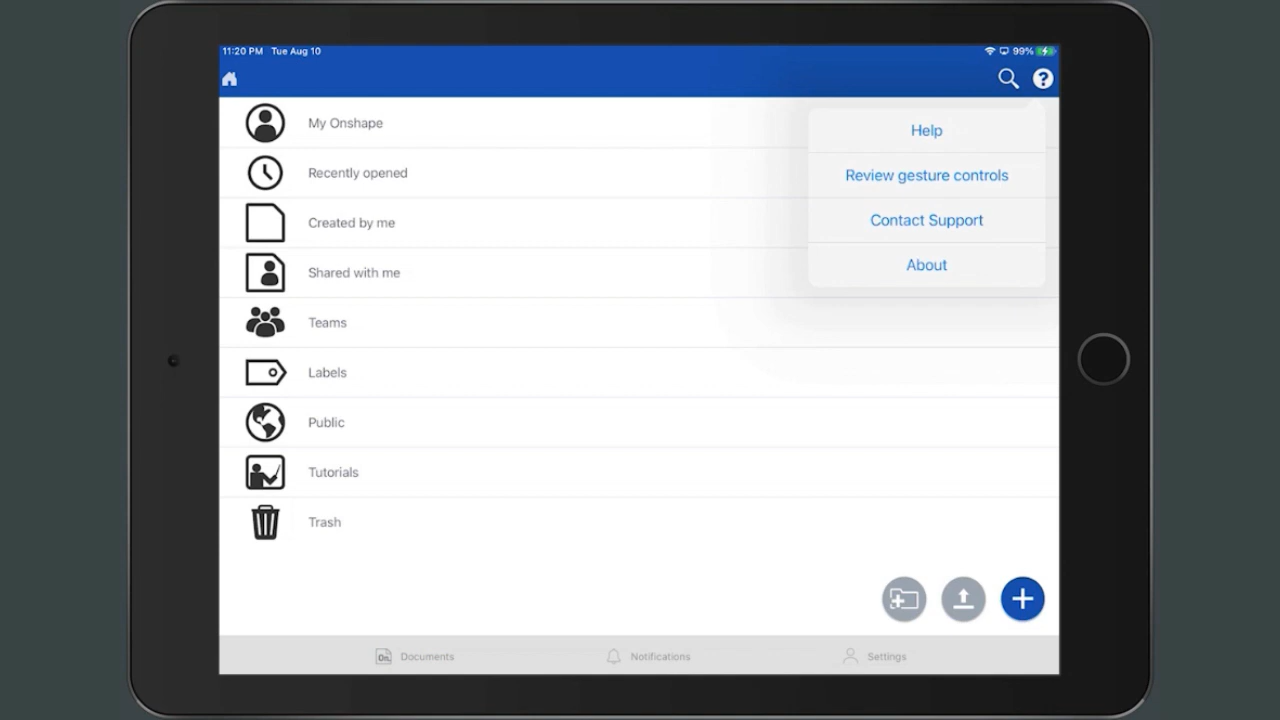 11:20 PM Tue Aug 10 99%
?
My Onshape
Recently opened
Created by me
Shared with me
Teams
Labels
Public
Tutorials
Trash
Help
Review gesture controls
Contact Support
About
On Documents
Notifications
Settings